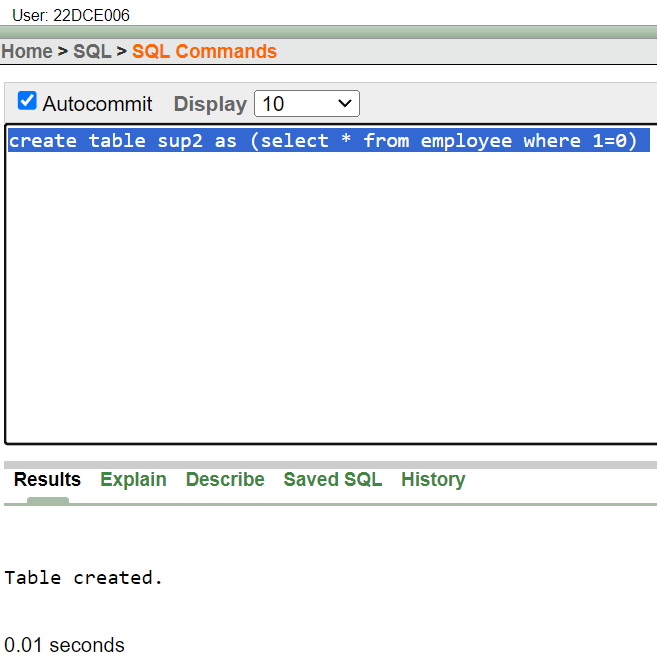 User: 22DCE006
Home > SQL > SQL Commands
Autocommit Display 10
create table sup2 as (select * from employee where 1=0)
Results Explain Describe Saved SQL History
Table created.
0.01 seconds